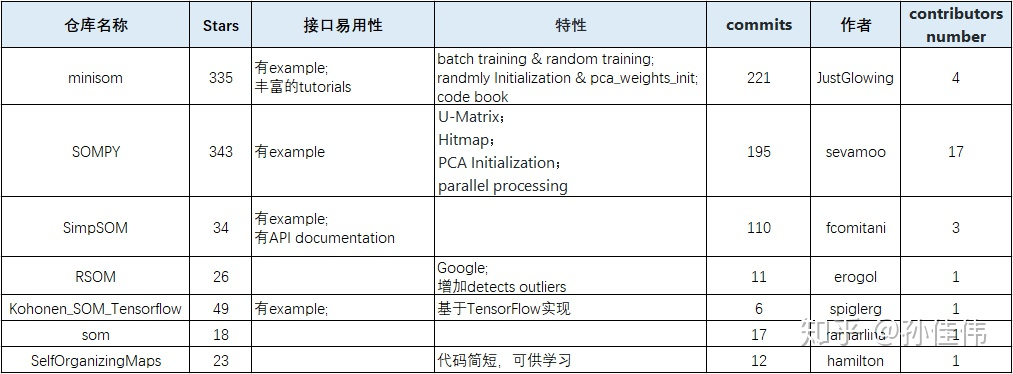 仓库名称 Stars 接口易用性 特性 commits 作者 contributors number
minisom 335 有example; 丰富的tutorials batch training & random training; randmly Initialization & pca_weights_init; code book 221 JustGlowing 4
SOMPY 343 有example U-Matrix； Hitmap； PCA Initialization； parallel processing 195 sevamoo 17
SimpSOM 34 有example; 有API documentation 110 fcomitani 3
RSOM 26 Google; 增加detects outliers 11 erogol 1
Kohonen_SOM_Tensorflow 49 有example; 基于TensorFlow实现 6 spiglerg 1
som 18 17 1
SelfOrganizingMaps 23 代码简短，可供学习 12 hamilton 1
知乎 @孙佳伟